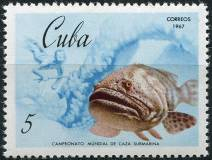 Cuba
CORREOS
1967
5
CAMPEONATO MUNDIAL DE CAZA SUBMARINA